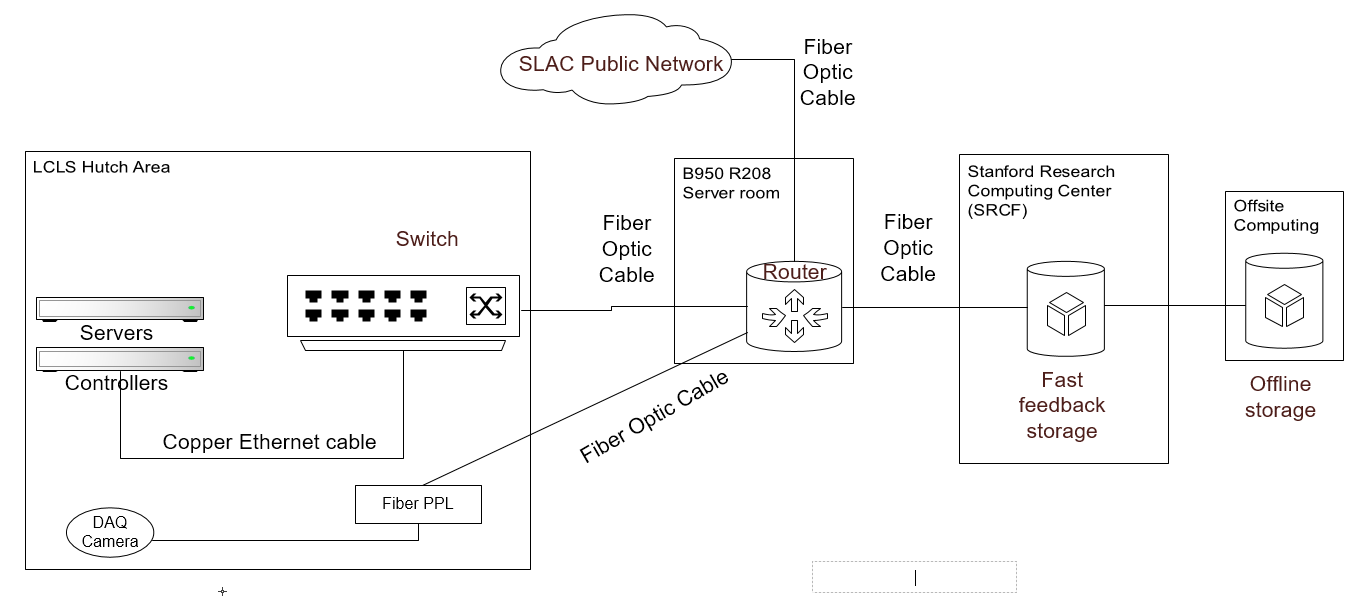 SLAC Public Network
Fiber
Optic
Cable
LCLS Hutch Area
Switch
Servers
Controllers
Copper Ethernet cable
Fiber PPL
DAQ
Camera
Fiber
Optic
Cable
Fiber Optic Cable
B950 R208
Server room
Router
Fiber
Optic
Cable
Stanford Research
Computing Center
(SRCF)
Fast
feedback
storage
Offsite
Computing
Offline
storage